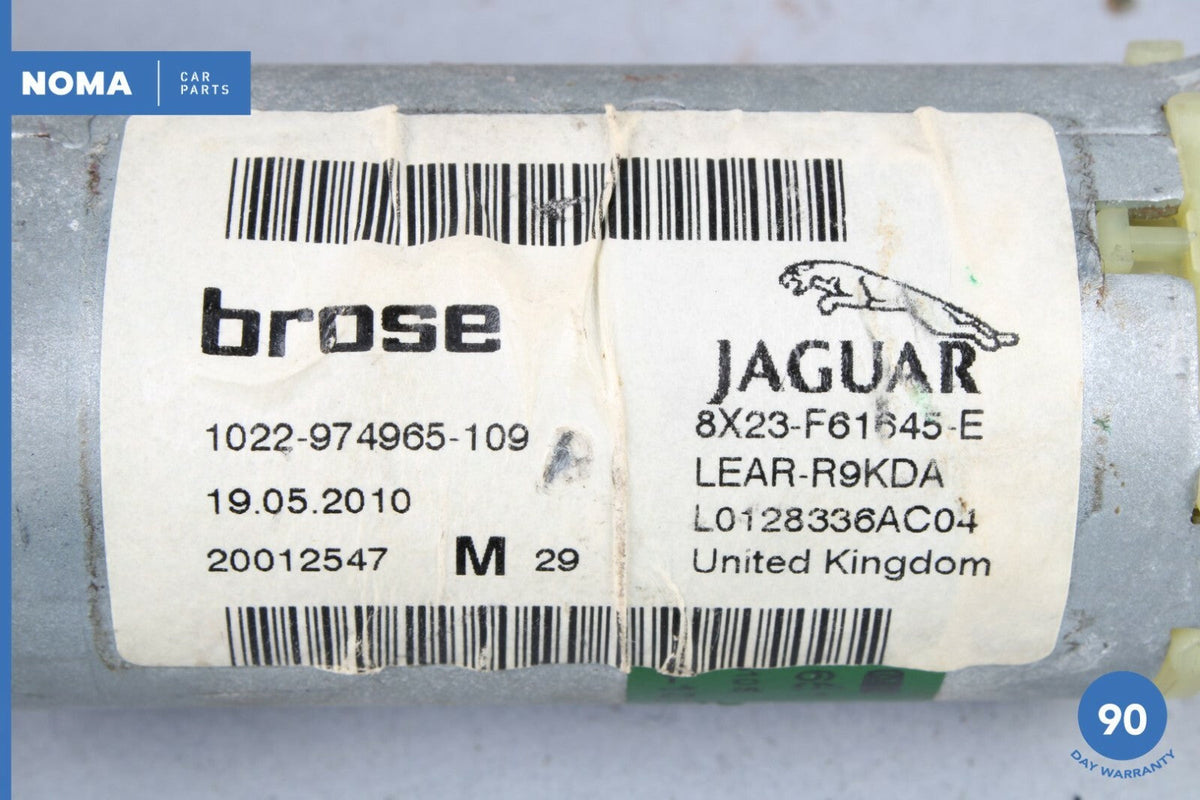 NOMA
CAR
PARTS
brose
JAGUAR
1022-974965-109
8X23-F61645-E
19.05.2010
LEAR-R9KDA
L0128336AC04
20012547 M 29
United Kingdom
90
DAY WARRANTY